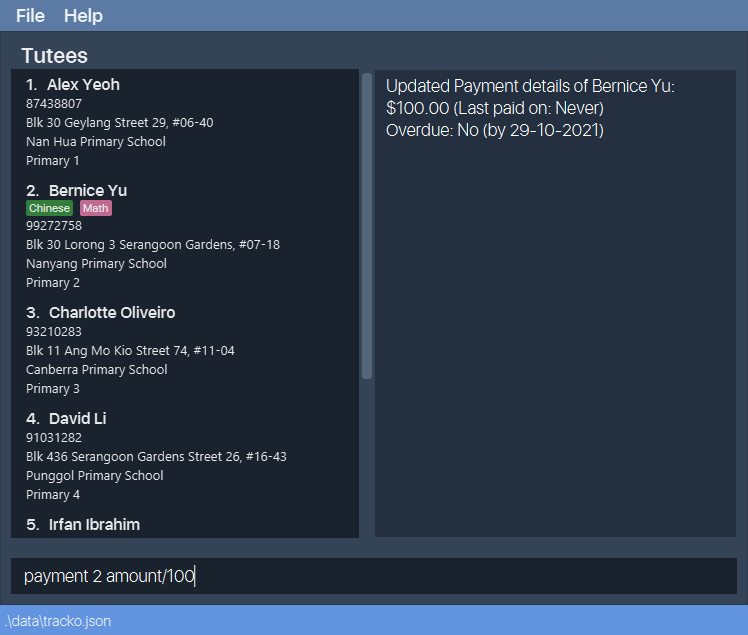 File Help
Tutees
1. Alex Yeoh
87438807
Blk 30 Geylang Street 29, #06-40
Nan Hua Primary School
Primary 1
2. Bernice Yu
Chinese Math
99272758
Blk 30 Lorong 3 Serangoon Gardens, #07-18
Nanyang Primary School
Primary 2
3. Charlotte Oliveiro
93210283
Blk 11 Ang Mo Kio Street 74, #11-04
Canberra Primary School
Primary 3
4. David Li
91031282
Blk 436 Serangoon Gardens Street 26, #16-43
Punggol Primary School
Primary 4
5. Irfan Ibrahim
Updated Payment details of Bernice Yu:
$100.00 (Last paid on: Never)
Overdue: No (by 29-10-2021)
payment 2 amount/100
.\data\tracko.json